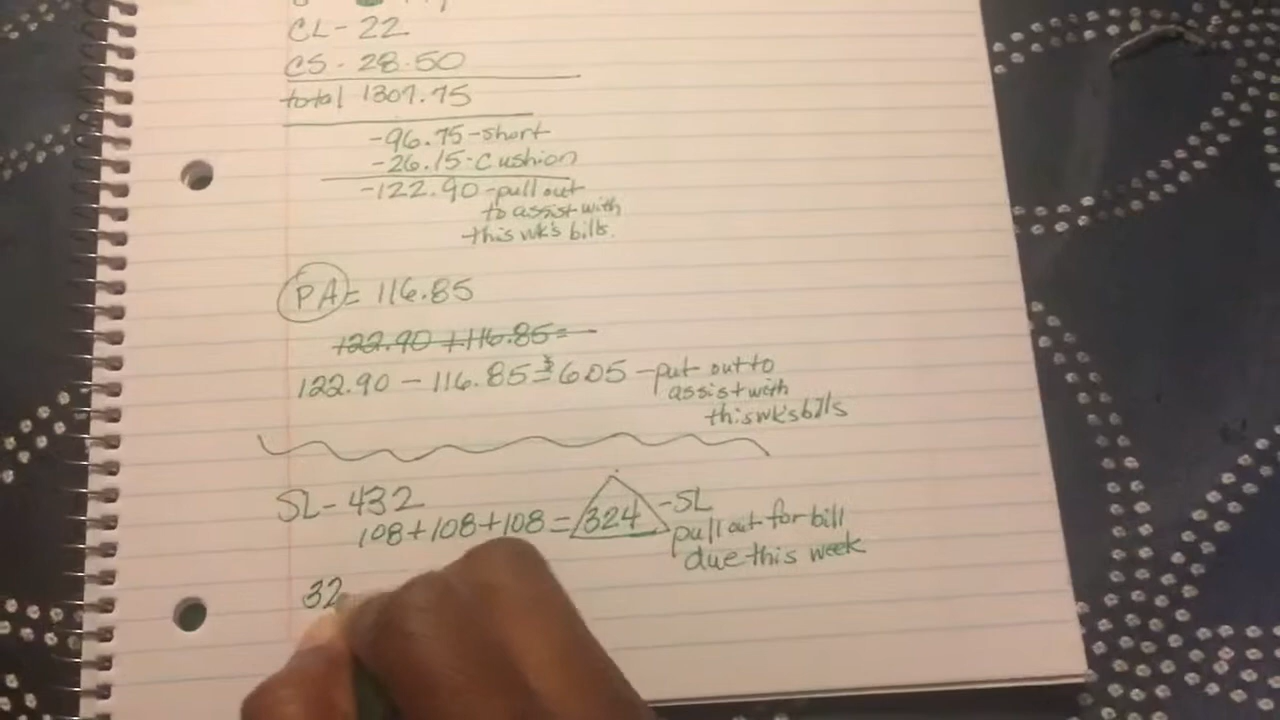 CL - 22
CS - 28.50
total 1307.75
-96.75 - short
-26.15 - Cushion
-122.90 - pull out
to assist with
this wk's bills.
PA = 116.85
122.90 + 116.85 =
122.90 - 116.85 = $6.05 - put out to
assist with
this wk's bills
SL - 432
108 + 108 + 108 = 324 - SL
pull out for bill
due this week
32